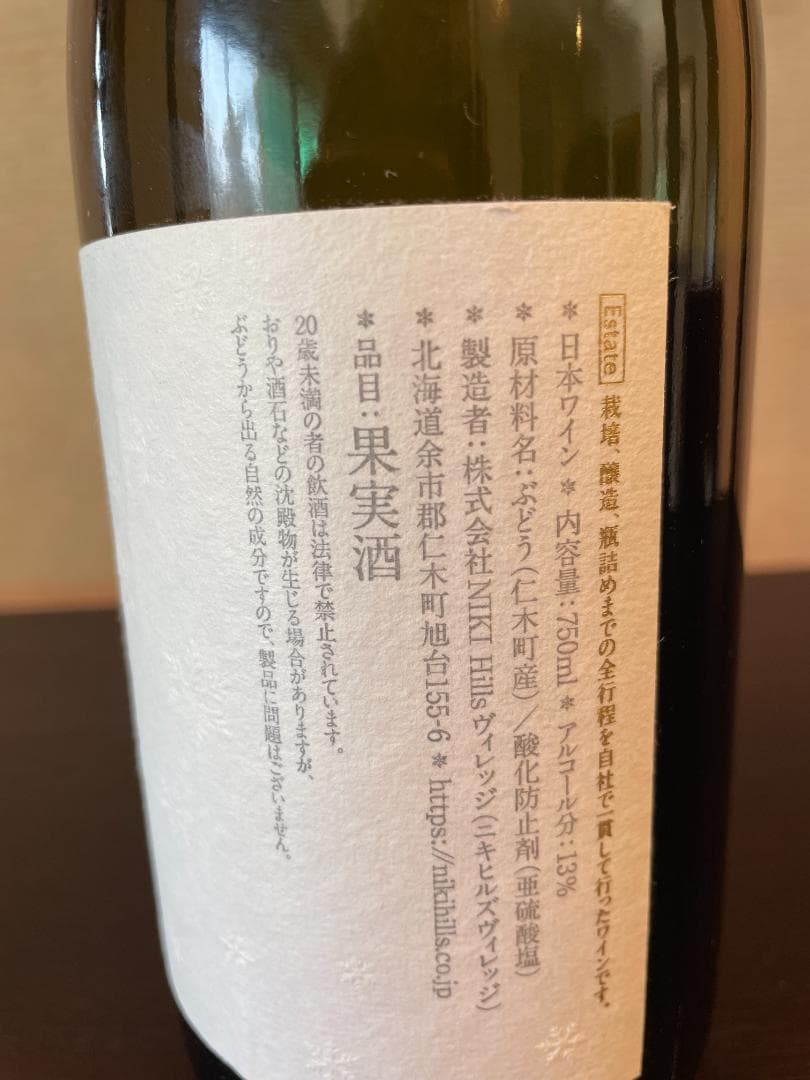 Estate 栽培、醸造、瓶詰めまでの全行程を自社で一貫して行ったワインです。
＊日本ワイン＊内容量：750ml＊アルコール分：13%
＊原材料名：ぶどう（仁木町産）／酸化防止剤（亜硫酸塩）
＊製造者：株式会社NIKI Hillsヴィレッジ（ニキヒルズヴィレッジ）
＊北海道余市郡仁木町旭台155-6＊https://nikihills.co.jp
＊品目：果実酒
20歳未満の者の飲酒は法律で禁止されています。
おりや酒石などの沈殿物が生じる場合がありますが、
ぶどうから出る自然の成分ですので、製品に問題はございません。